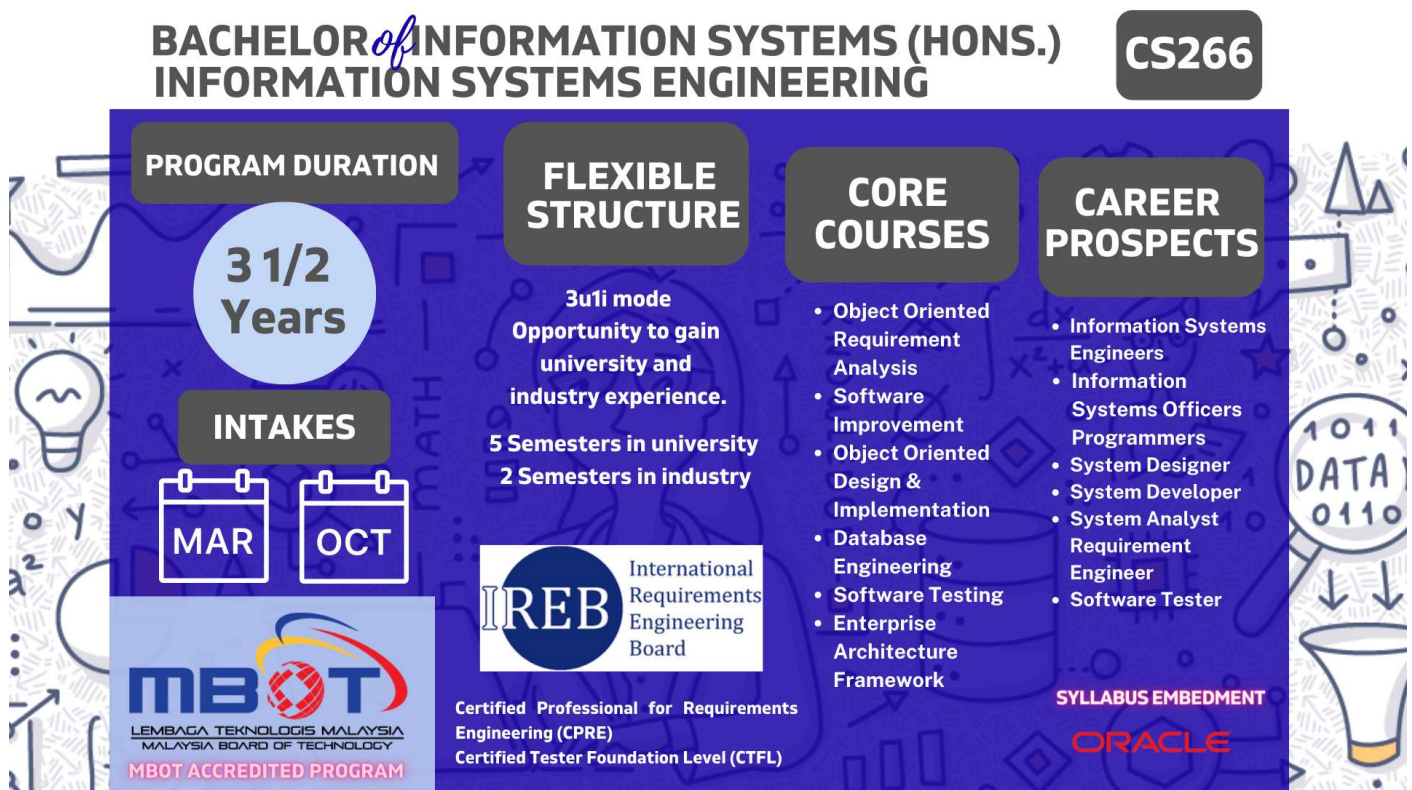 BACHELOR of INFORMATION SYSTEMS (HONS.)
INFORMATION SYSTEMS ENGINEERING
CS266
PROGRAM DURATION
3 1/2
Years
INTAKES
MAR
OCT
MBOT
LEMBAGA TEKNOLOGIS MALAYSIA
MALAYSIA BOARD OF TECHNOLOGY
MBOT ACCREDITED PROGRAM
FLEXIBLE
STRUCTURE
3u1i mode
Opportunity to gain
university and
industry experience.
5 Semesters in university
2 Semesters in industry
IREB
International
Requirements
Engineering
Board
Certified Professional for Requirements
Engineering (CPRE)
Certified Tester Foundation Level (CTFL)
CORE
COURSES
• Object Oriented
Requirement
Analysis
• Software
Improvement
• Object Oriented
Design &
Implementation
• Database
Engineering
• Software Testing
• Enterprise
Architecture
Framework
CAREER
PROSPECTS
• Information Systems
Engineers
• Information
Systems Officers
Programmers
• System Designer
• System Developer
• System Analyst
Requirement
Engineer
• Software Tester
SYLLABUS EMBEDMENT
ORACLE
MATH
dx
1011
DATA
0110